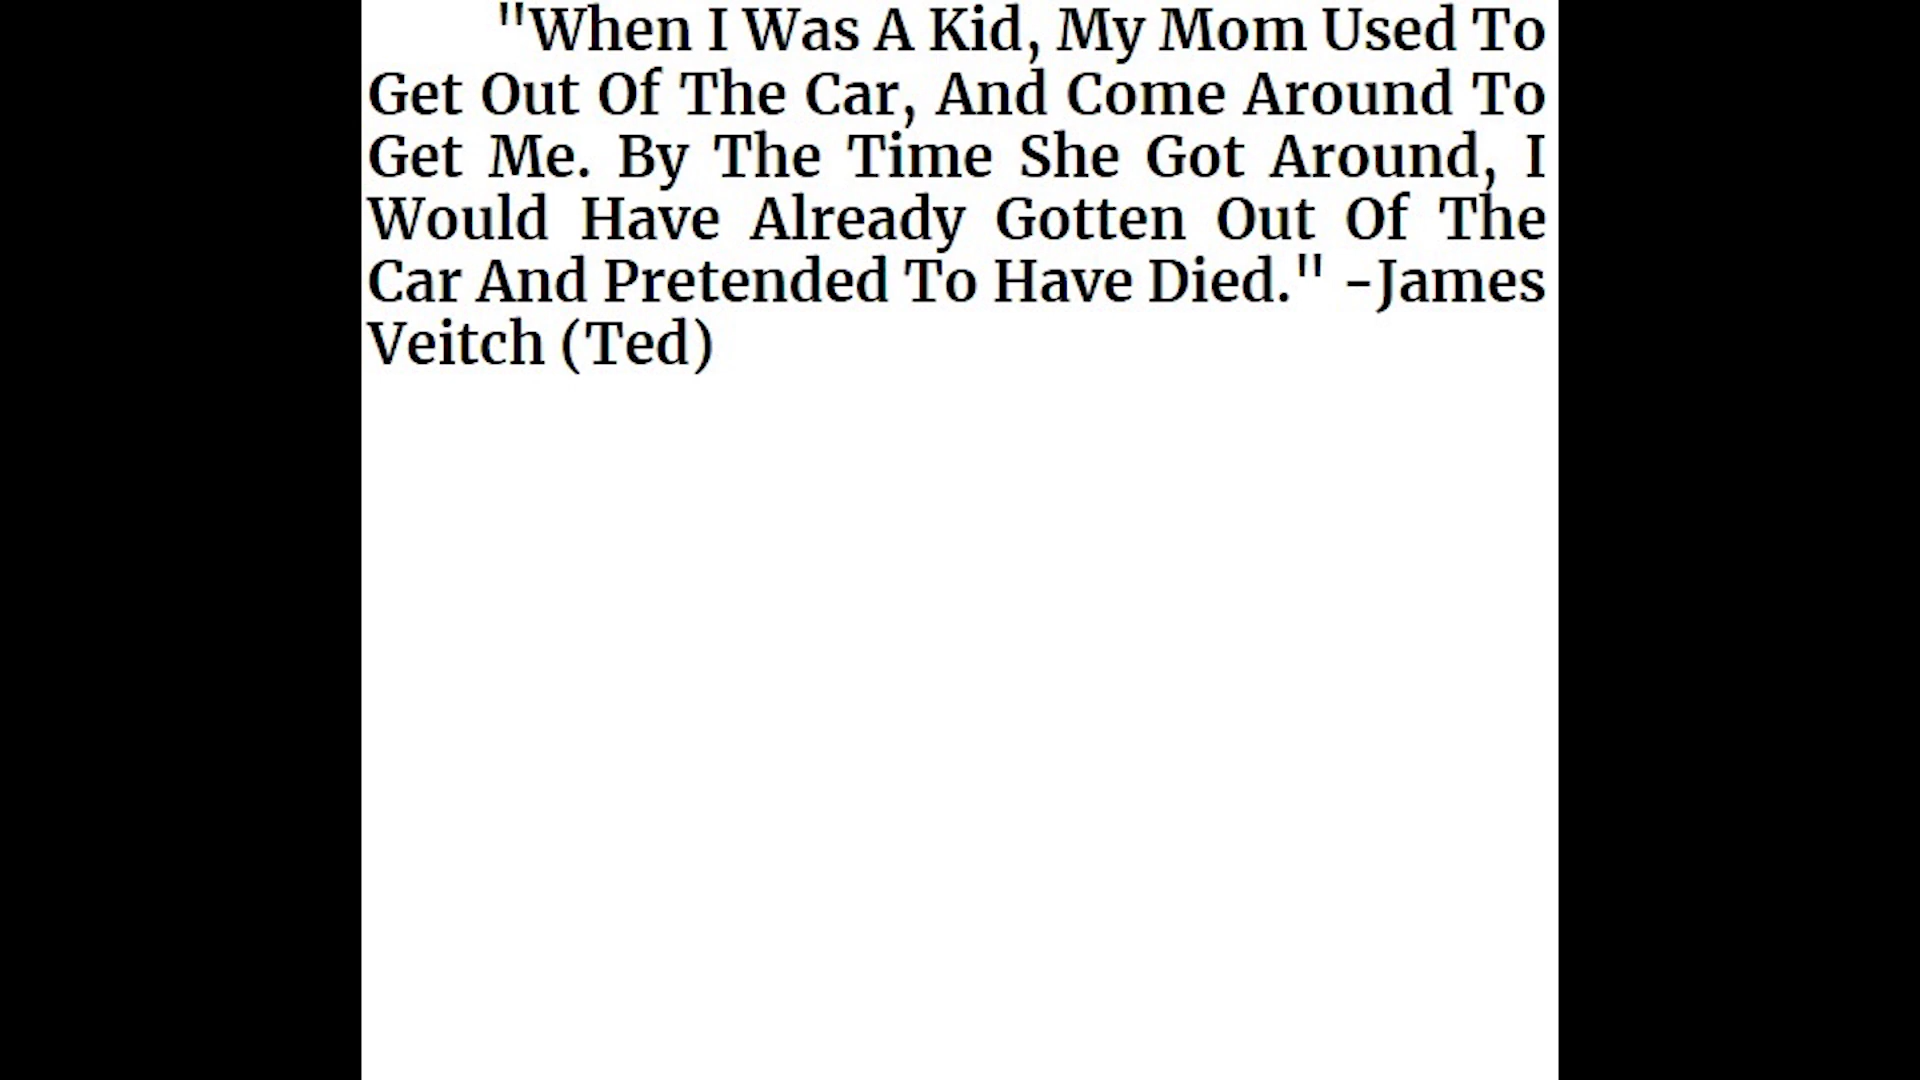 "When I Was A Kid, My Mom Used To
Get Out Of The Car, And Come Around To
Get Me. By The Time She Got Around, I
Would Have Already Gotten Out Of The
Car And Pretended To Have Died." -James
Veitch (Ted)